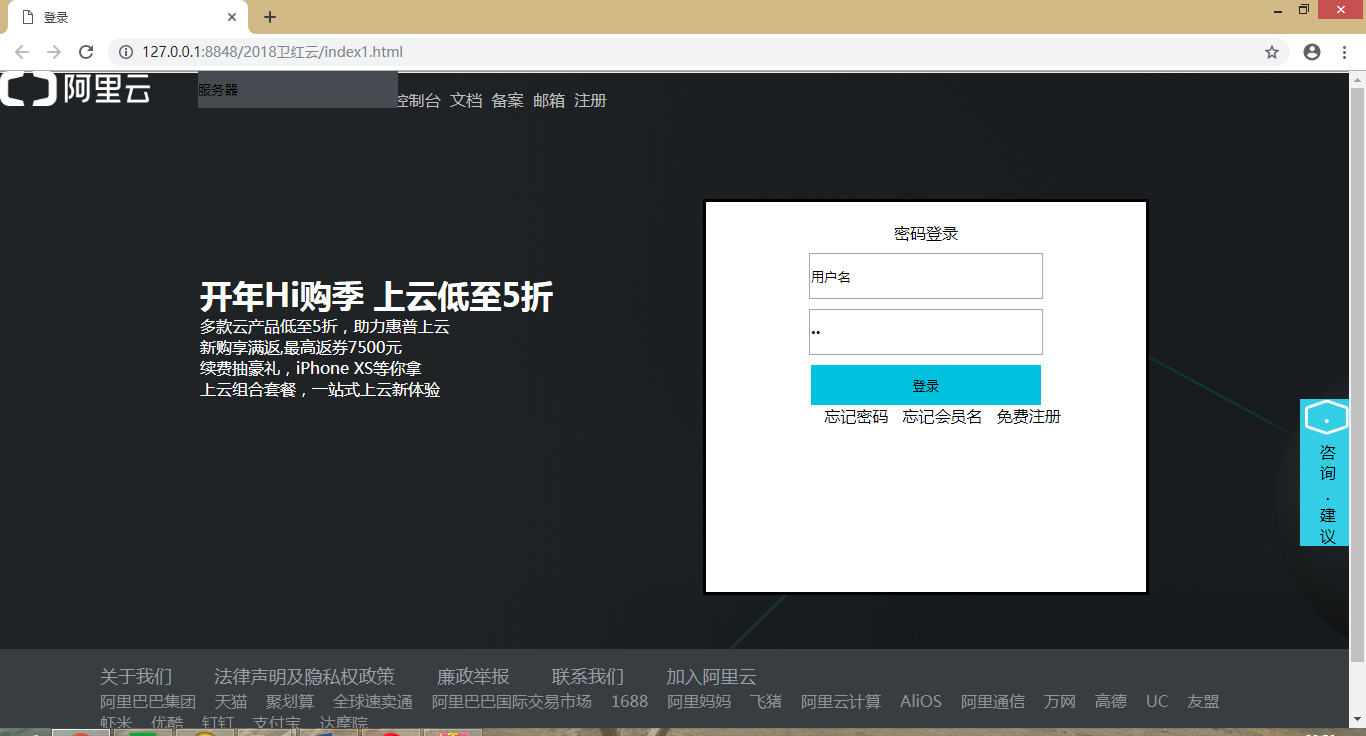 登录
127.0.0.1:8848/2018卫红云/index1.html
阿里云
服务器
控制台 文档 备案 邮箱 注册
密码登录
用户名
开年Hi购季 上云低至5折
多款云产品低至5折，助力惠普上云
新购享满返,最高返券7500元
续费抽豪礼，iPhone XS等你拿
上云组合套餐，一站式上云新体验
登录
忘记密码 忘记会员名 免费注册
咨
询
.
建
议
关于我们 法律声明及隐私权政策 廉政举报 联系我们 加入阿里云
阿里巴巴集团 天猫 聚划算 全球速卖通 阿里巴巴国际交易市场 1688 阿里妈妈 飞猪 阿里云计算 AliOS 阿里通信 万网 高德 UC 友盟
虾米 优酷 钉钉 支付宝 达摩院